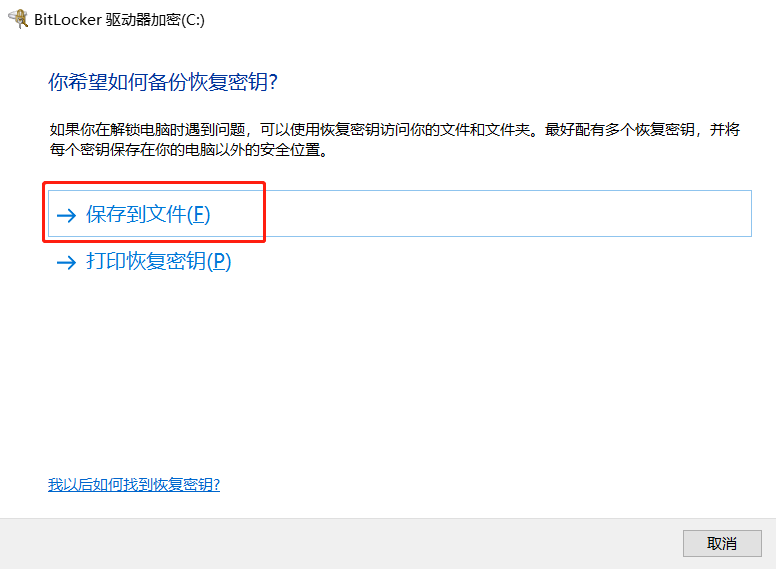 BitLocker 驱动器加密(C:)
你希望如何备份恢复密钥?
如果你在解锁电脑时遇到问题，可以使用恢复密钥访问你的文件和文件夹。最好配有多个恢复密钥，并将
每个密钥保存在你的电脑以外的安全位置。
→ 保存到文件(F)
→ 打印恢复密钥(P)
我以后如何找到恢复密钥?
取消